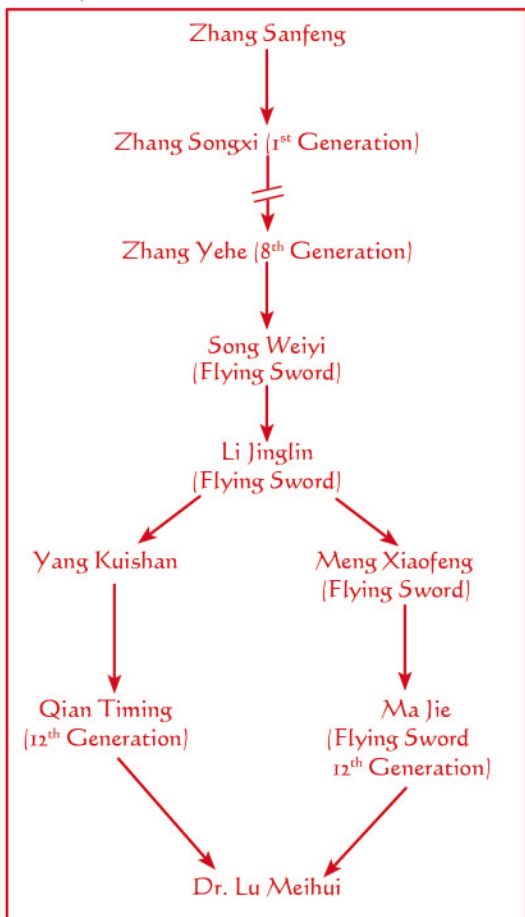 Zhang Sanfeng
Zhang Songxi (1st Generation)
Zhang Yehe (8th Generation)
Song Weiyi
(Flying Sword)
Li Jinglin
(Flying Sword)
Yang Kuishan
Meng Xiaofeng
(Flying Sword)
Qian Timing
(12th Generation)
Ma Jie
(Flying Sword
12th Generation)
Dr. Lu Meihui